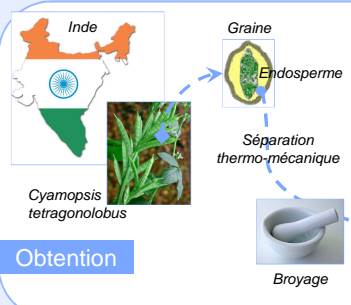 Inde
Graine
Endosperme
Séparation
thermo-mécanique
Cyamopsis
tetragonolobus
Obtention
Broyage